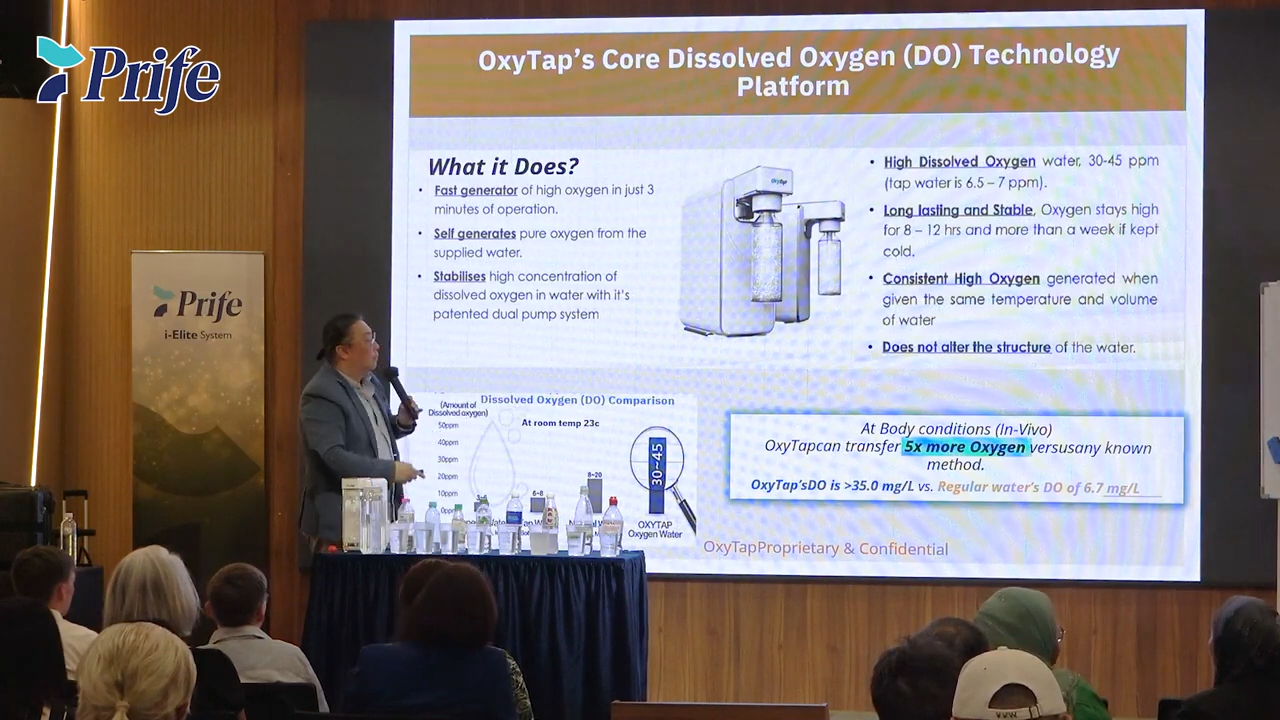 Prife
OxyTap's Core Dissolved Oxygen (DO) Technology
Platform
What it Does?
• Fast generator of high oxygen in just 3
minutes of operation.
• Self generates pure oxygen from the
supplied water.
• Stabilises high concentration of
dissolved oxygen in water with it's
patented dual pump system
OxyTap
• High Dissolved Oxygen water, 30-45 ppm
(tap water is 6.5 – 7 ppm).
• Long lasting and Stable, Oxygen stays high
for 8 – 12 hrs and more than a week if kept
cold.
• Consistent High Oxygen generated when
given the same temperature and volume
of water
• Does not alter the structure of the water.
Prife
i-Elite System
Dissolved Oxygen (DO) Comparison
(Amount of
Dissolved oxygen)
At room temp 23c
50ppm
40ppm
30ppm
20ppm
10ppm
0pp
6-8
8-20
30~45
OXYTAP
Oxygen Water
At Body conditions (In-Vivo)
OxyTapcan transfer 5x more Oxygen versusany known
method.
OxyTap'sDO is >35.0 mg/L vs. Regular water's DO of 6.7 mg/L
OxyTapProprietary & Confidential